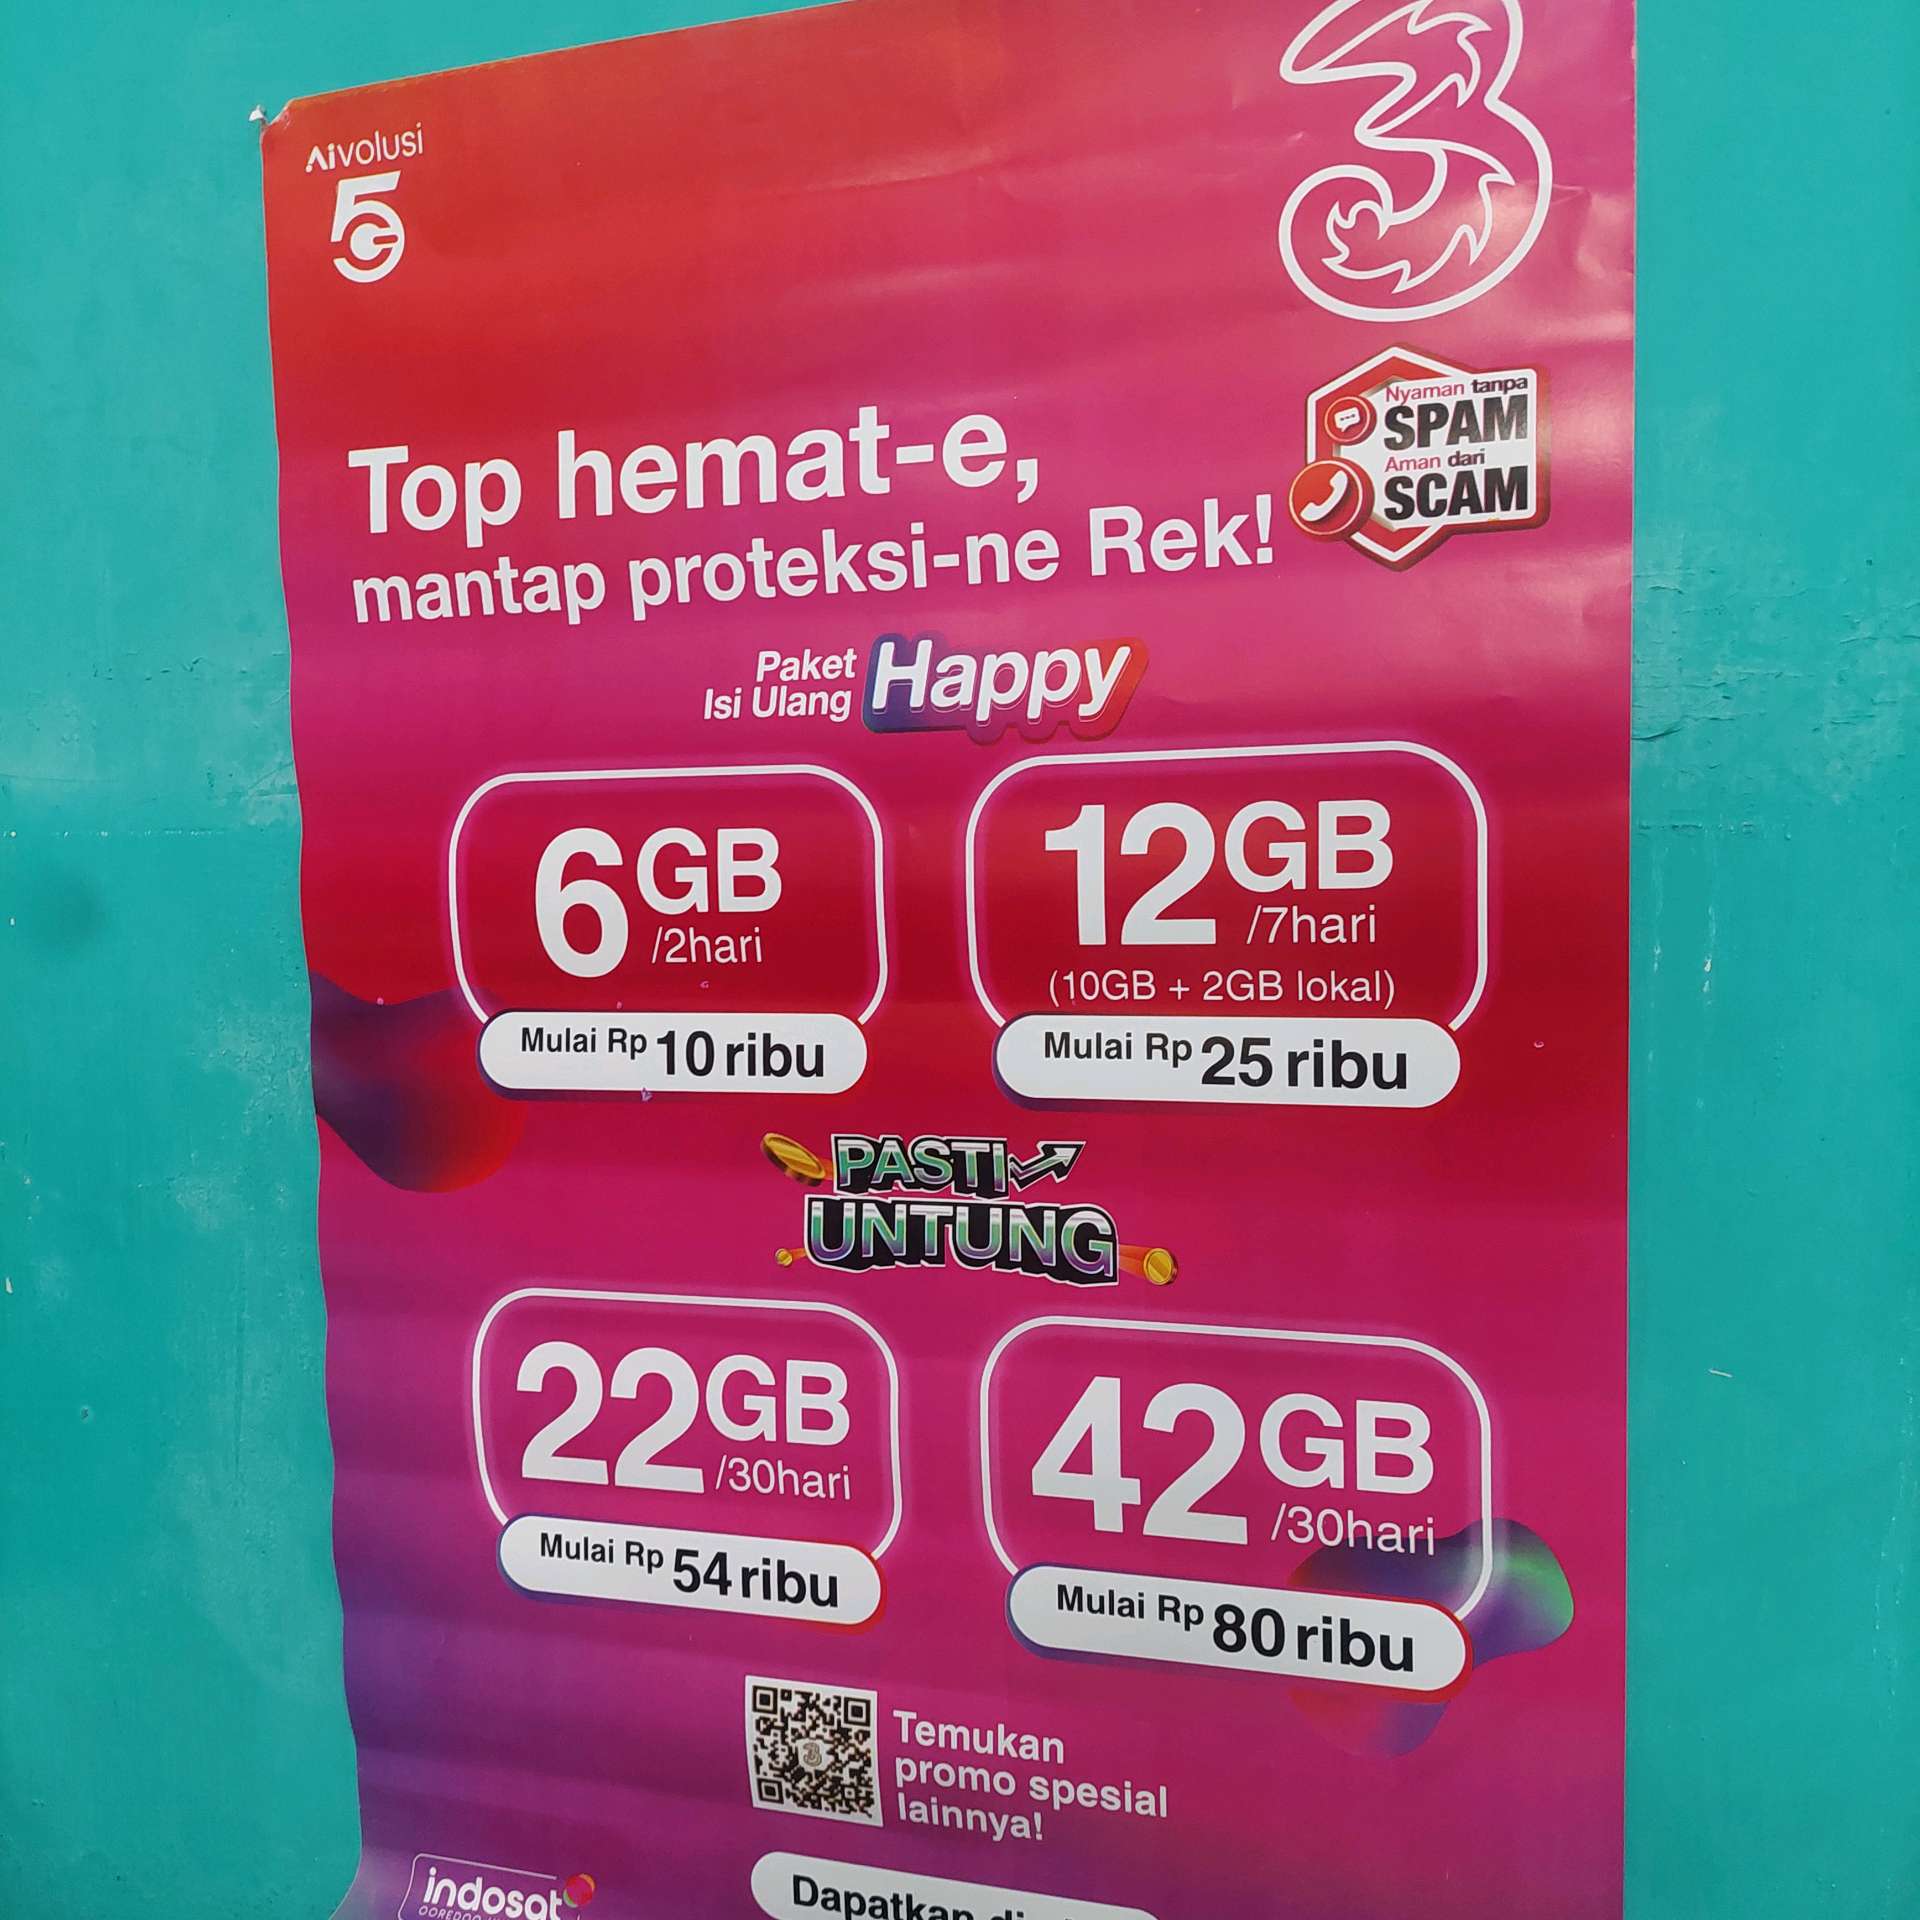 Aivolusi
5G
3
Nyaman tanpa
SPAM
Aman dari
SCAM
Top hemat-e,
mantap proteksi-ne Rek!
Paket
Isi Ulang Happy
6GB
/2hari
Mulai Rp 10 ribu
12GB
/7hari
(10GB + 2GB lokal)
Mulai Rp 25 ribu
PASTI
UNTUNG
22GB
/30hari
Mulai Rp 54 ribu
42GB
/30hari
Mulai Rp 80 ribu
Temukan
promo spesial
lainnya!
indosat
OOREDOO
Dapatkan